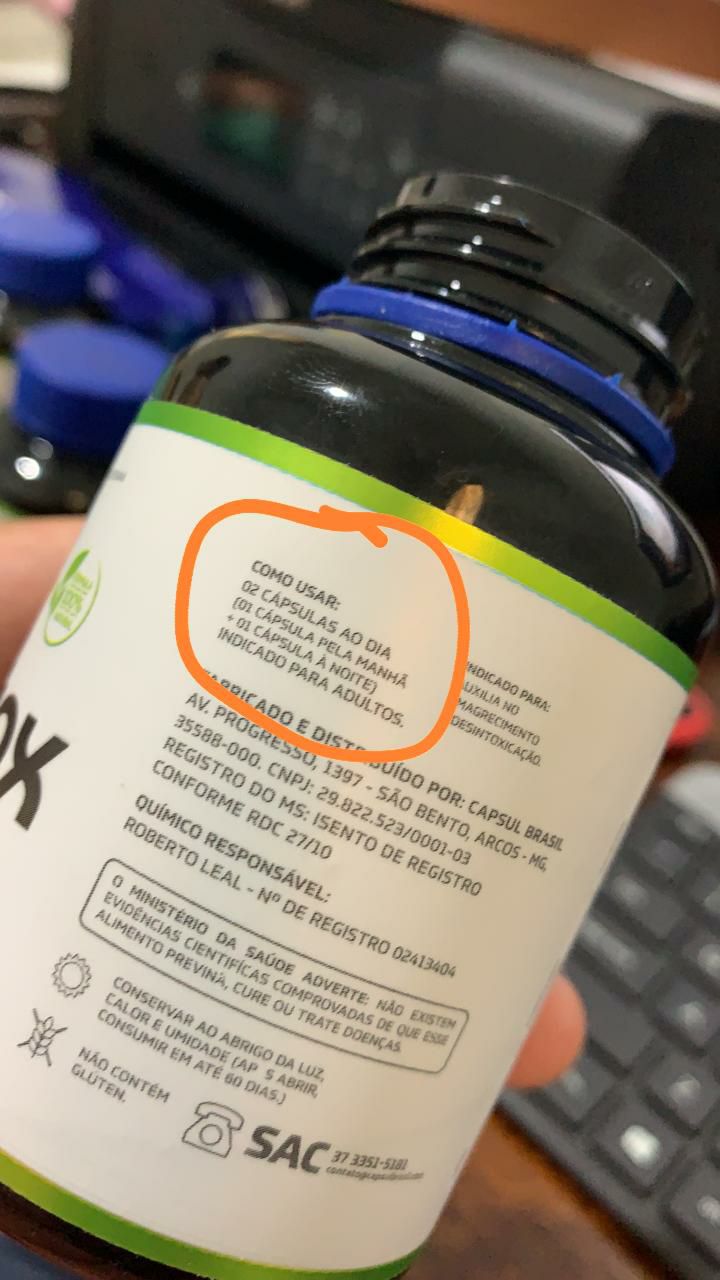 COMO USAR:
02 CÁPSULAS AO DIA
(01 CÁPSULA PELA MANHÃ
+ 01 CÁPSULA À NOITE)
INDICADO PARA ADULTOS.
INDICADO PARA:
UXILIA NO
MAGRECIMENTO
DESINTOXICAÇÃO.
FABRICADO E DISTRIBUÍDO POR: CAPSUL BRASIL
AV. PROGRESSO, 1397 - SÃO BENTO, ARCOS - MG,
35588-000. CNPJ: 29.822.523/0001-03
REGISTRO DO MS: ISENTO DE REGISTRO
CONFORME RDC 27/10
QUÍMICO RESPONSÁVEL:
ROBERTO LEAL - Nº DE REGISTRO 02413404
O MINISTÉRIO DA SAÚDE ADVERTE: NÃO EXISTEM
EVIDÊNCIAS CIENTIFÍCAS COMPROVADAS DE QUE ESSE
ALIMENTO PREVINA, CURE OU TRATE DOENÇAS.
CONSERVAR AO ABRIGO DA LUZ,
CALOR E UMIDADE (AP S ABRIR,
CONSUMIR EM ATÉ 60 DIAS.)
NÃO CONTÉM
GLÚTEN.
SAC 37 3351-5181
OX